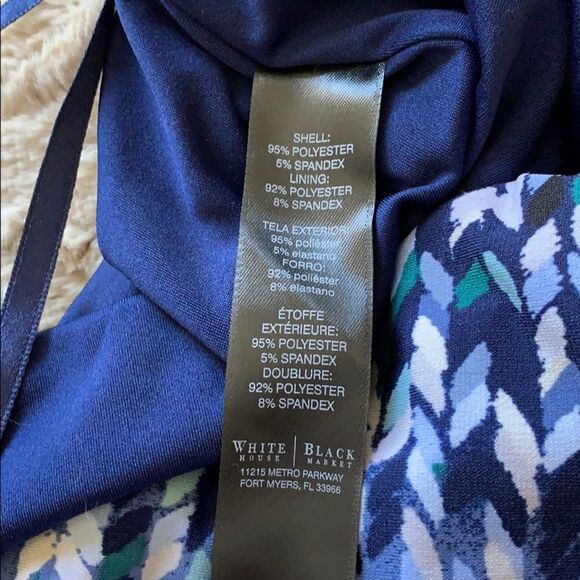 SHELL:
95% POLYESTER
5% SPANDEX
LINING:
92% POLYESTER
8% SPANDEX
TELA EXTERIOR:
95% poliéster
5% elastano
FORRO:
92% poliéster
8% elastano
ÉTOFFE
EXTÉRIEURE:
95% POLYESTER
5% SPANDEX
DOUBLURE:
92% POLYESTER
8% SPANDEX
WHITE | BLACK
HOUSE | MARKET
11215 METRO PARKWAY
FORT MYERS, FL 33966